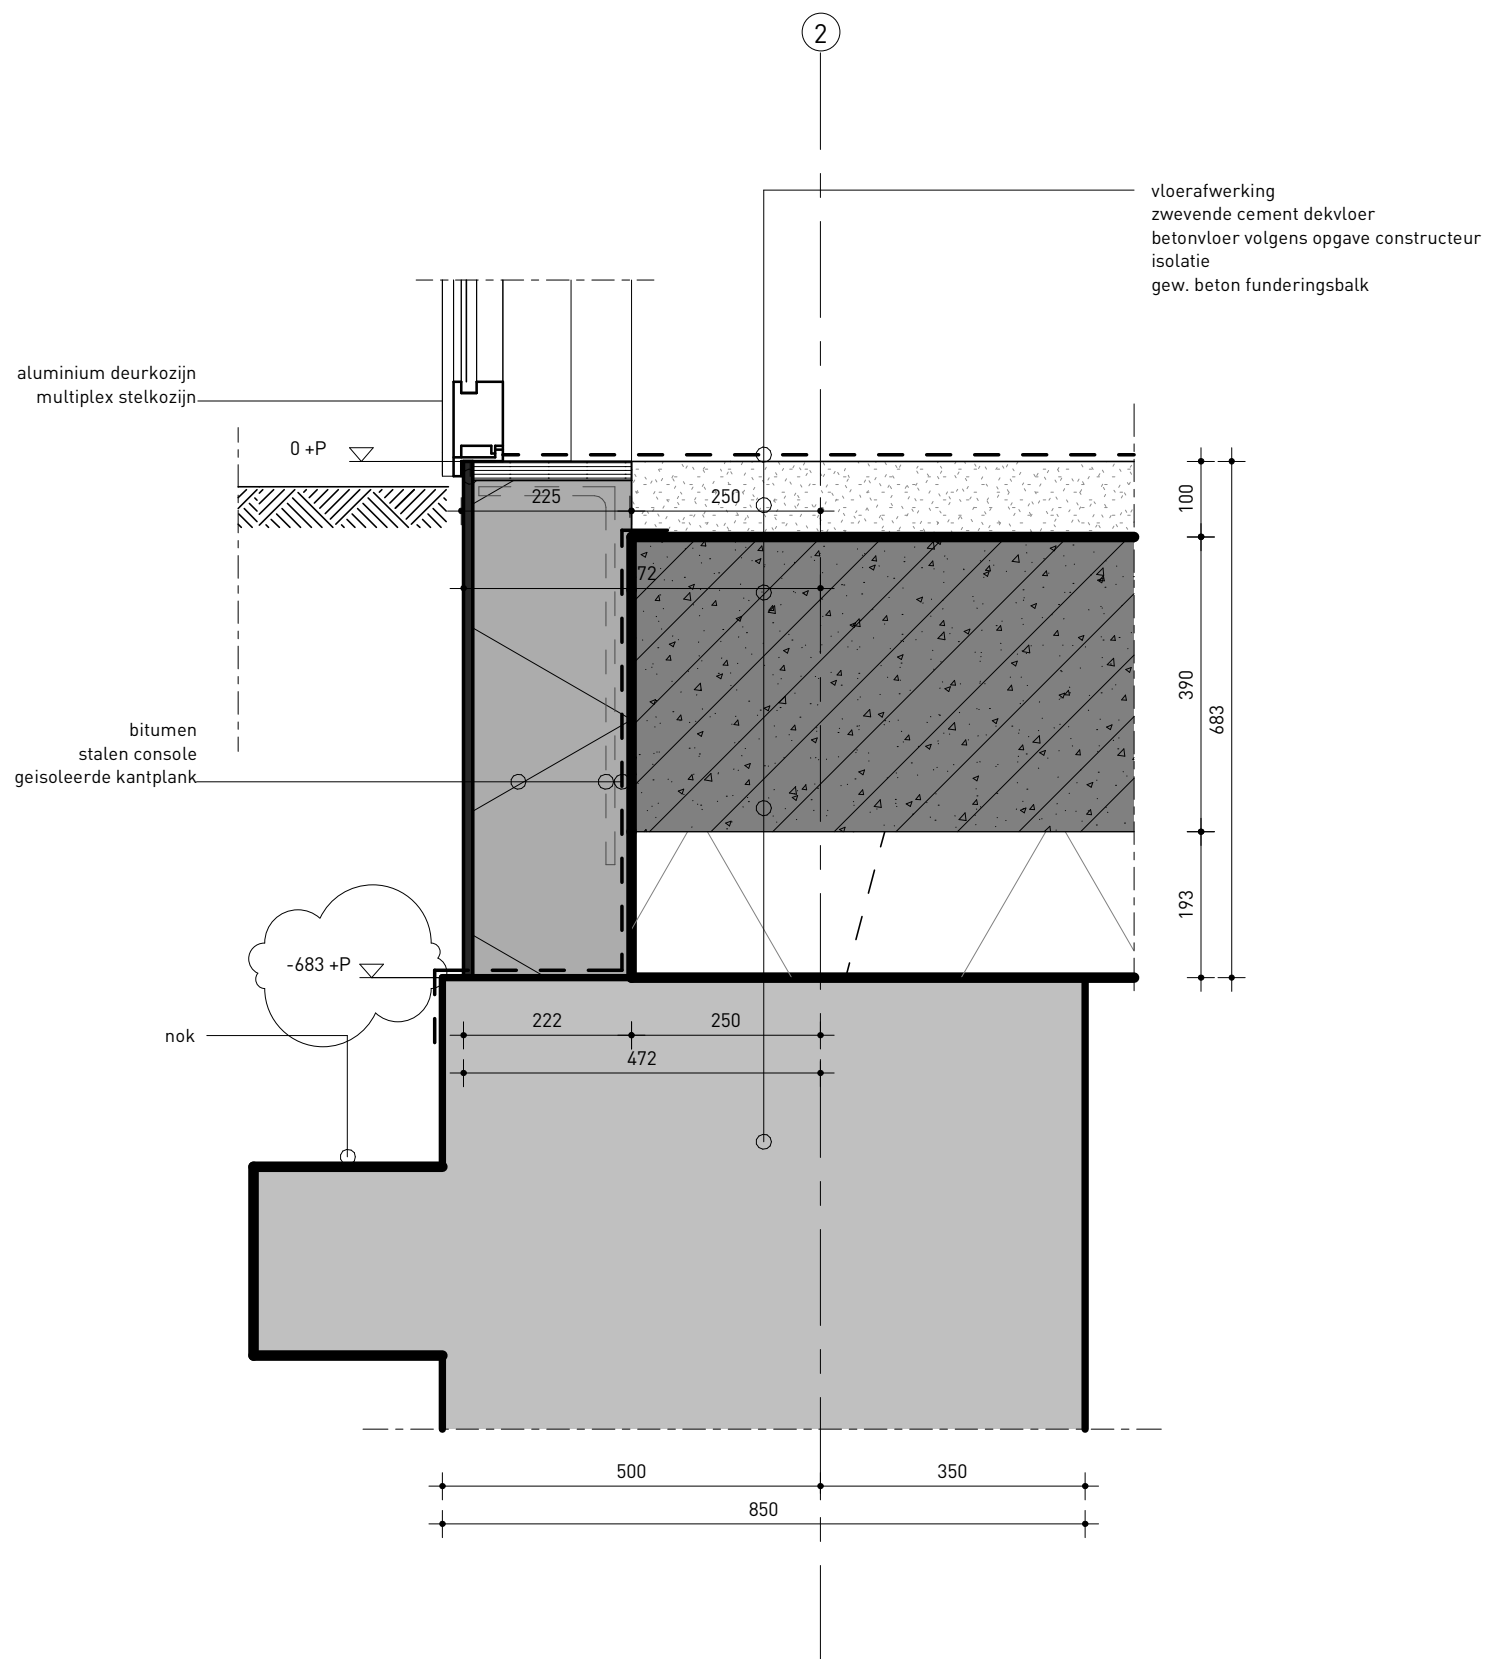 2
vloerafwerking
zwevende cement dekvloer
betonvloer volgens opgave constructeur
isolatie
gew. beton funderingsbalk
aluminium deurkozijn
multiplex stelkozijn
0 +P
225
250
100
72
390
683
bitumen
stalen console
geisoleerde kantplank
193
-683 +P
222
250
nok
472
500
350
850